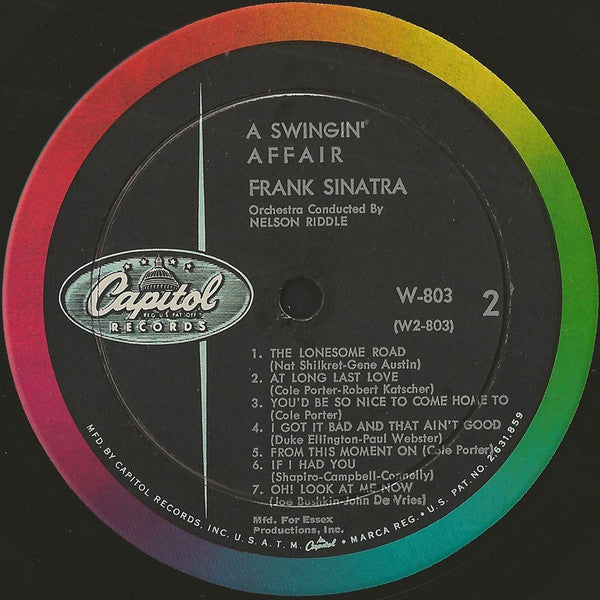 A SWINGIN'
AFFAIR
FRANK SINATRA
Orchestra Conducted By
NELSON RIDDLE
Capitol
REG. U.S. PAT. OFF.
RECORDS
W-803
2
(W2-803)
1. THE LONESOME ROAD
(Nat Shilkret-Gene Austin)
2. AT LONG LAST LOVE
(Cole Porter-Robert Katscher)
3. YOU'D BE SO NICE TO COME HOME TO
(Cole Porter)
4. I GOT IT BAD AND THAT AIN'T GOOD
(Duke Ellington-Paul Webster)
5. FROM THIS MOMENT ON (Cole Porter)
6. IF I HAD YOU
(Shapiro-Campbell-Connolly)
7. OH! LOOK AT ME NOW
(Joe Bushkin-John De Vries)
Mfd. For Essex
Productions, Inc.
MFD. BY CAPITOL RECORDS, INC. U.S.A. T.M. Capitol • MARCA REG. • U.S. PAT. NO. 2,631,859